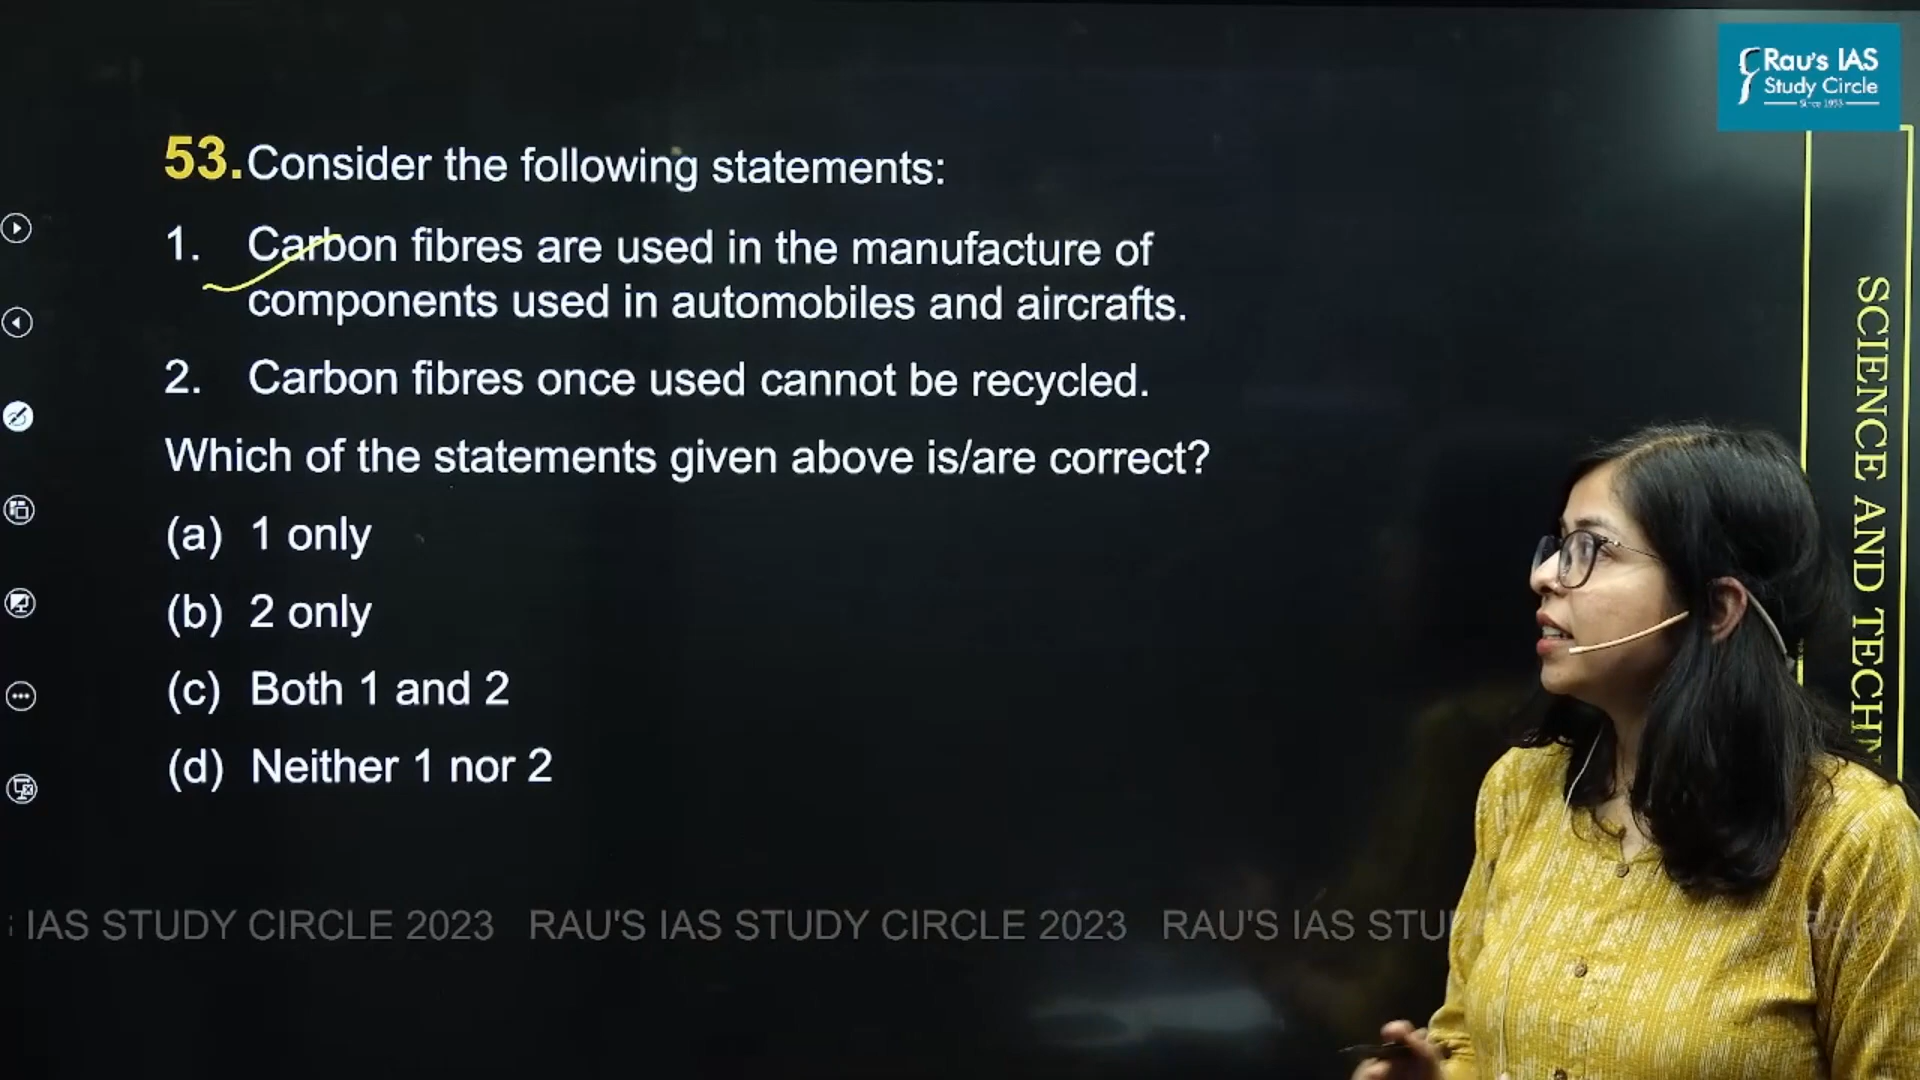 Rau's IAS
Study Circle
Since 1953
53. Consider the following statements:
1. Carbon fibres are used in the manufacture of
components used in automobiles and aircrafts.
2. Carbon fibres once used cannot be recycled.
Which of the statements given above is/are correct?
(a) 1 only
(b) 2 only
(c) Both 1 and 2
(d) Neither 1 nor 2
SCIENCE AND TECHN
IAS STUDY CIRCLE 2023 RAU'S IAS STUDY CIRCLE 2023 RAU'S IAS STU